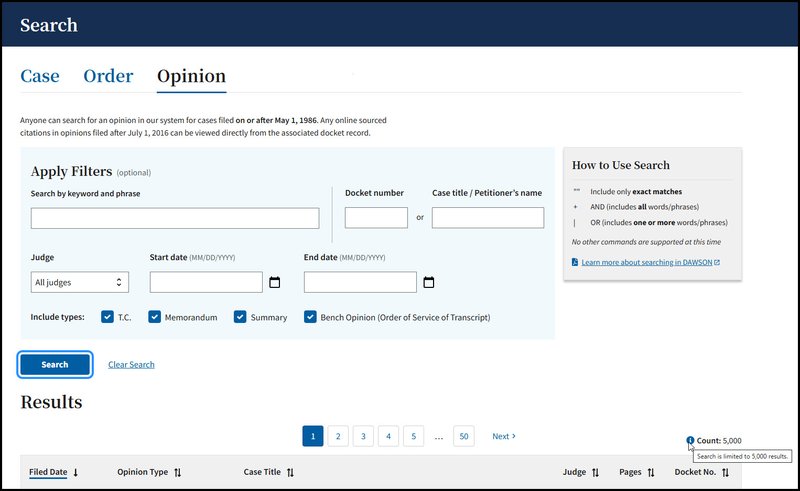 Search
Case Order Opinion
Anyone can search for an opinion in our system for cases filed on or after May 1, 1986. Any online sourced
citations in opinions filed after July 1, 2016 can be viewed directly from the associated docket record.
Apply Filters (optional)
Search by keyword and phrase
Docket number
or
Case title / Petitioner's name
Judge
All judges
Start date (MM/DD/YYYY)
End date (MM/DD/YYYY)
Include types: T.C. Memorandum Summary Bench Opinion (Order of Service of Transcript)
How to Use Search
"" Include only exact matches
+ AND (includes all words/phrases)
| OR (includes one or more words/phrases)
No other commands are supported at this time
Learn more about searching in DAWSON
Search Clear Search
Results
1 2 3 4 5 ... 50 Next >
Count: 5,000
Search is limited to 5,000 results.
Filed Date ↓ Opinion Type ↑↓ Case Title ↑↓ Judge ↑↓ Pages ↑↓ Docket No. ↑↓